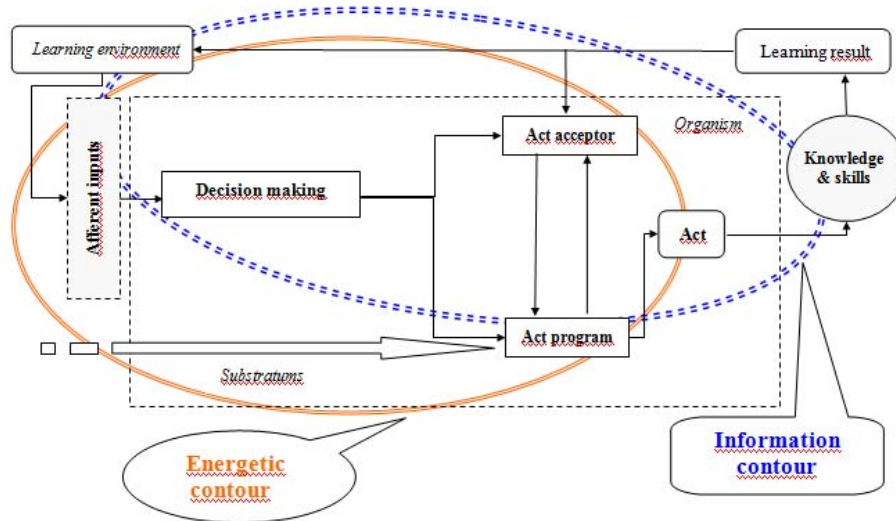 Learning environment
Learning result
Afferent inputs
Organism
Act acceptor
Decision making
Knowledge
& skills
Act
Act program
Substratums
Energetic
contour
Information
contour